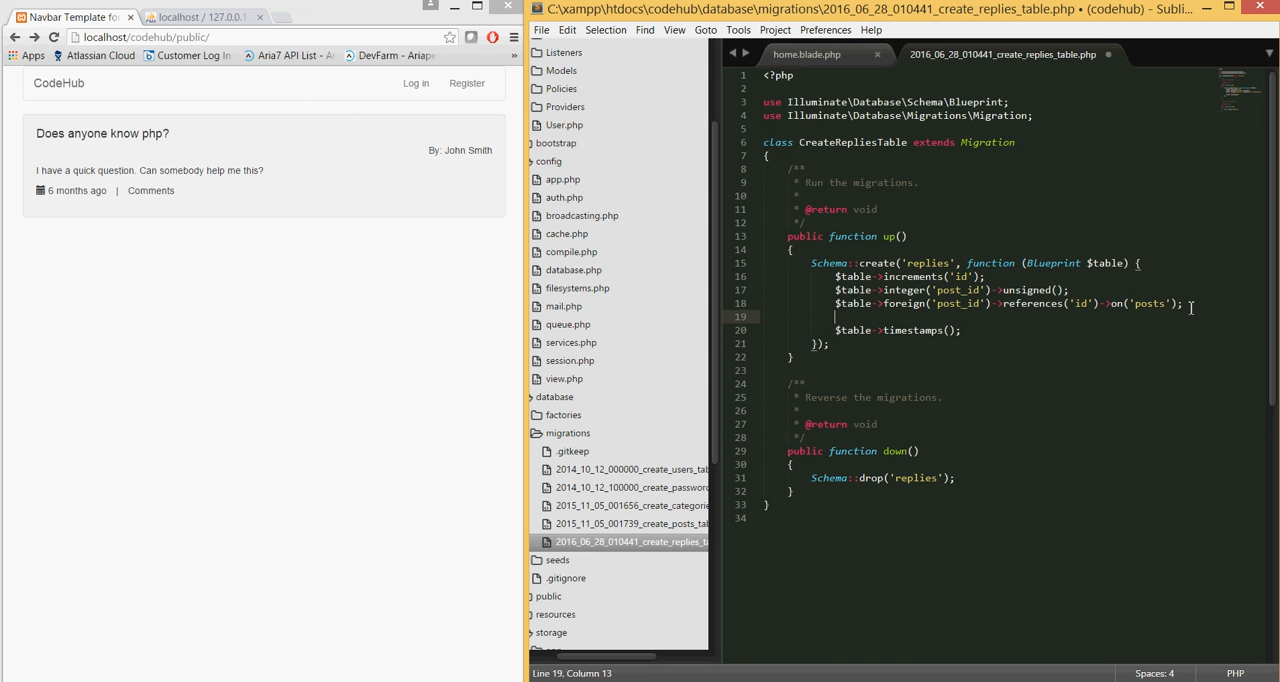 Navbar Template for
localhost / 127.0.0.1
localhost/codehub/public/
Apps
Atlassian Cloud
Customer Log In
Aria7 API List - Ar
DevFarm - Ariape
»
CodeHub
Log in
Register
Does anyone know php?
By: John Smith
I have a quick question. Can somebody help me this?
6 months ago | Comments
C:\xampp\htdocs\codehub\database\migrations\2016_06_28_010441_create_replies_table.php • (codehub) - Subli...
File Edit Selection Find View Goto Tools Project Preferences Help
Listeners
Models
Policies
Providers
User.php
bootstrap
config
app.php
auth.php
broadcasting.php
cache.php
compile.php
database.php
filesystems.php
mail.php
queue.php
services.php
session.php
view.php
database
factories
migrations
.gitkeep
2014_10_12_000000_create_users_tab
2014_10_12_100000_create_password
2015_11_05_001656_create_categorie
2015_11_05_001739_create_posts_tab
2016_06_28_010441_create_replies_ta
seeds
.gitignore
public
resources
storage
home.blade.php
2016_06_28_010441_create_replies_table.php
1 <?php
2
3 use Illuminate\Database\Schema\Blueprint;
4 use Illuminate\Database\Migrations\Migration;
5
6 class CreateRepliesTable extends Migration
7 {
8 /**
9 * Run the migrations.
10 *
11 * @return void
12 */
13 public function up()
14 {
15 Schema::create('replies', function (Blueprint $table) {
16 $table->increments('id');
17 $table->integer('post_id')->unsigned();
18 $table->foreign('post_id')->references('id')->on('posts');
19
20 $table->timestamps();
21 });
22 }
23
24 /**
25 * Reverse the migrations.
26 *
27 * @return void
28 */
29 public function down()
30 {
31 Schema::drop('replies');
32 }
33 }
34
Line 19, Column 13
Spaces: 4
PHP